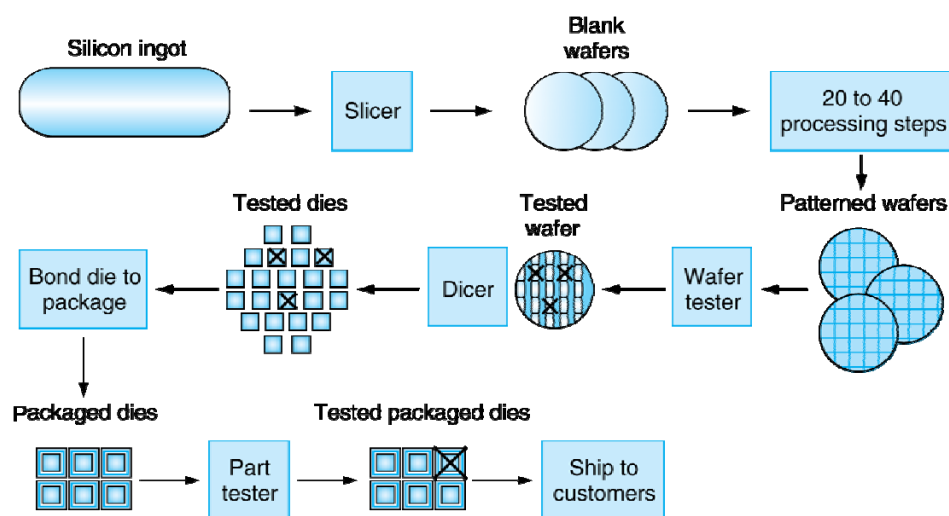 Silicon ingot
Slicer
Blank
wafers
20 to 40
processing steps
Patterned wafers
Wafer
tester
Tested
wafer
Dicer
Tested dies
Bond die to
package
Packaged dies
Part
tester
Tested packaged dies
Ship to
customers